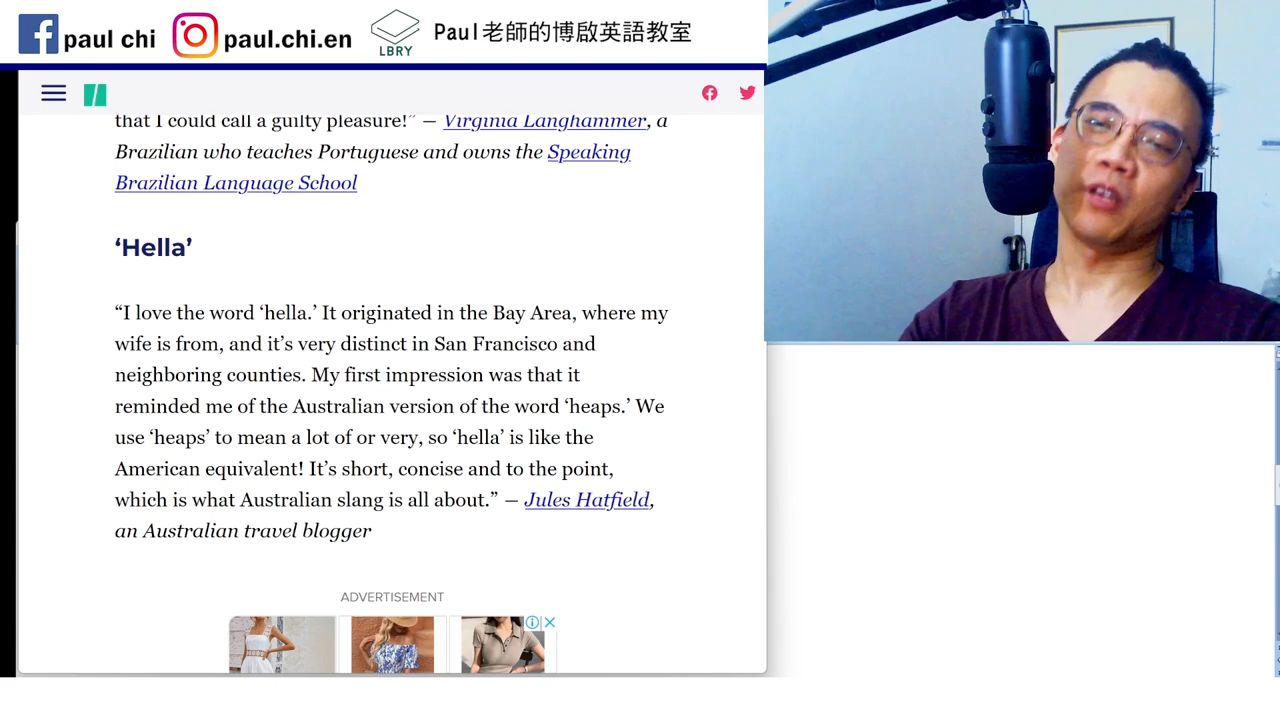 paul chi
paul.chi.en
LBRY
Paul老師的博啟英語教室
that I could call a guilty pleasure!” — Virginia Langhammer, a
Brazilian who teaches Portuguese and owns the Speaking
Brazilian Language School
‘Hella’
“I love the word ‘hella.’ It originated in the Bay Area, where my
wife is from, and it’s very distinct in San Francisco and
neighboring counties. My first impression was that it
reminded me of the Australian version of the word ‘heaps.’ We
use ‘heaps’ to mean a lot of or very, so ‘hella’ is like the
American equivalent! It’s short, concise and to the point,
which is what Australian slang is all about.” — Jules Hatfield,
an Australian travel blogger
ADVERTISEMENT